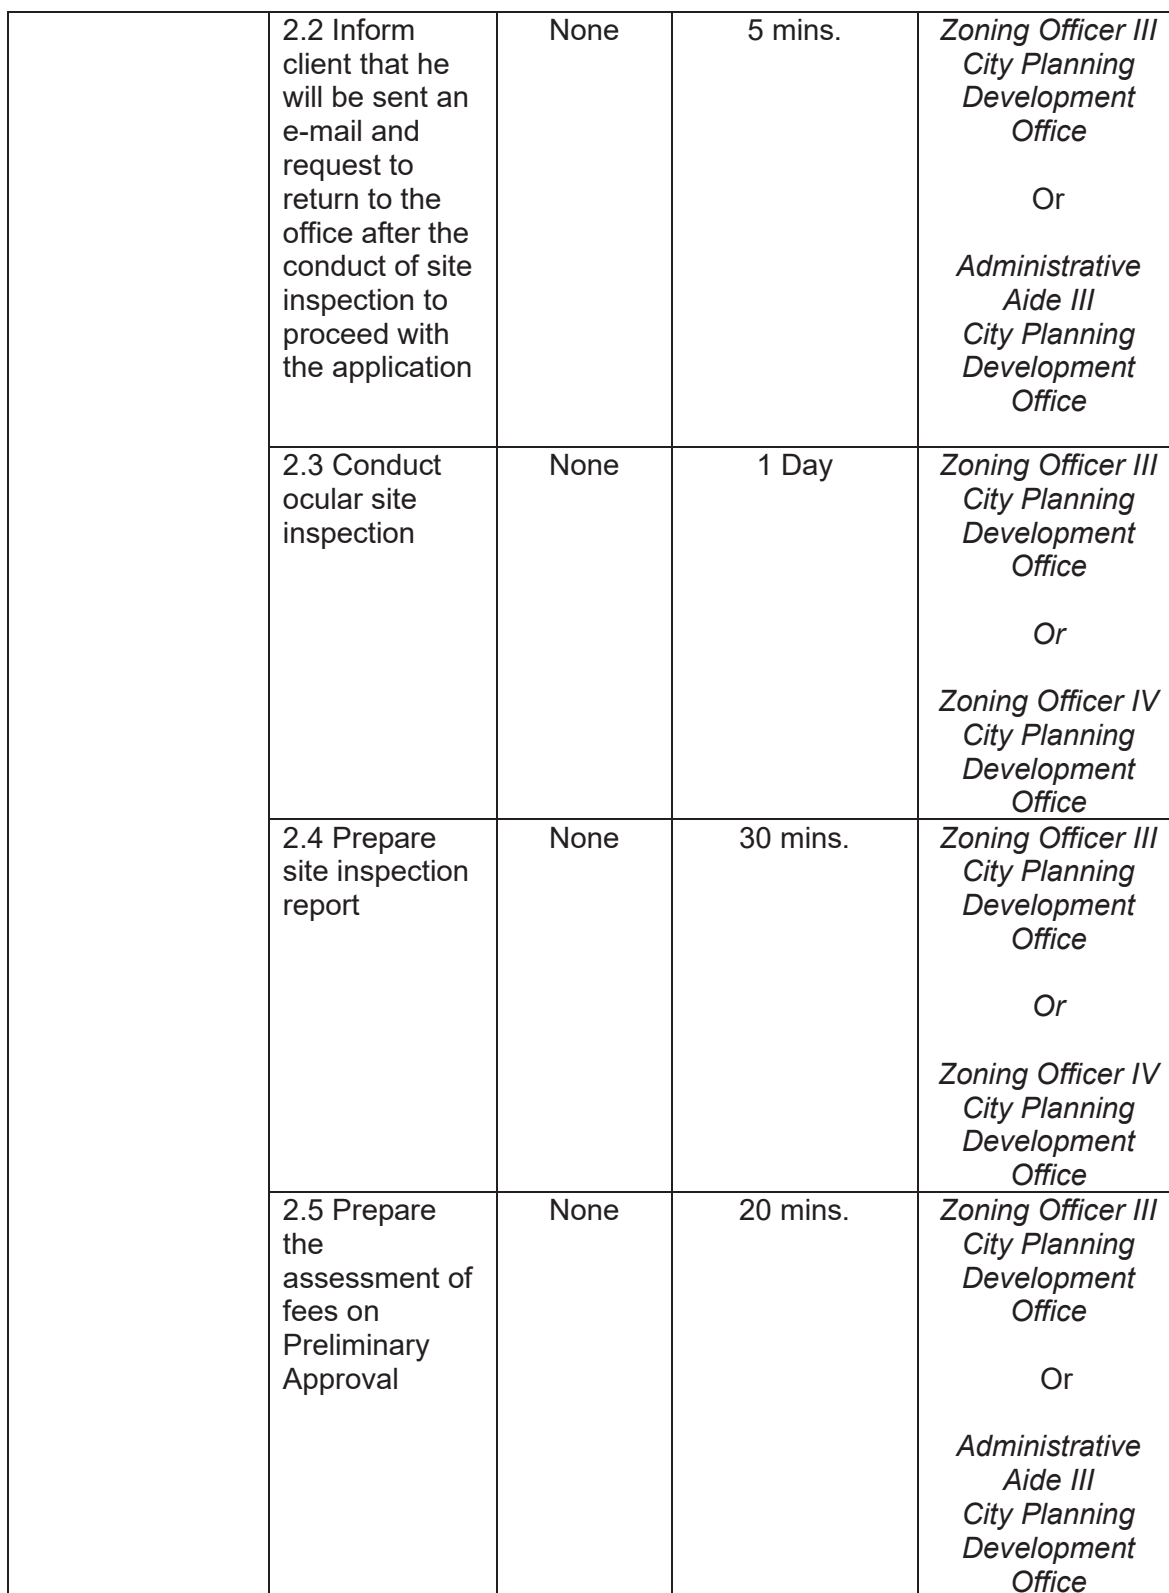 2.2 Inform
client that he
will be sent an
e-mail and
request to
return to the
office after the
conduct of site
inspection to
proceed with
the application
None
5 mins.
Zoning Officer III
City Planning
Development
Office
Or
Administrative
Aide III
City Planning
Development
Office
2.3 Conduct
ocular site
inspection
None
1 Day
Zoning Officer III
City Planning
Development
Office
Or
Zoning Officer IV
City Planning
Development
Office
2.4 Prepare
site inspection
report
None
30 mins.
Zoning Officer III
City Planning
Development
Office
Or
Zoning Officer IV
City Planning
Development
Office
2.5 Prepare
the
assessment of
fees on
Preliminary
Approval
None
20 mins.
Zoning Officer III
City Planning
Development
Office
Or
Administrative
Aide III
City Planning
Development
Office